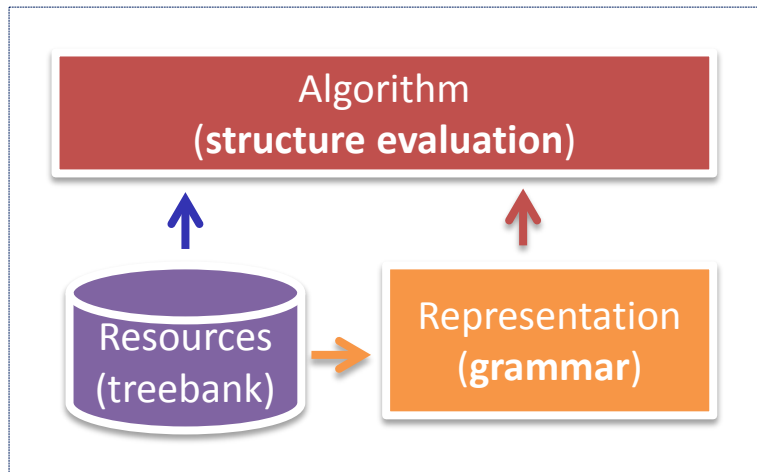 Algorithm
(structure evaluation)
Resources
(treebank)
Representation
(grammar)